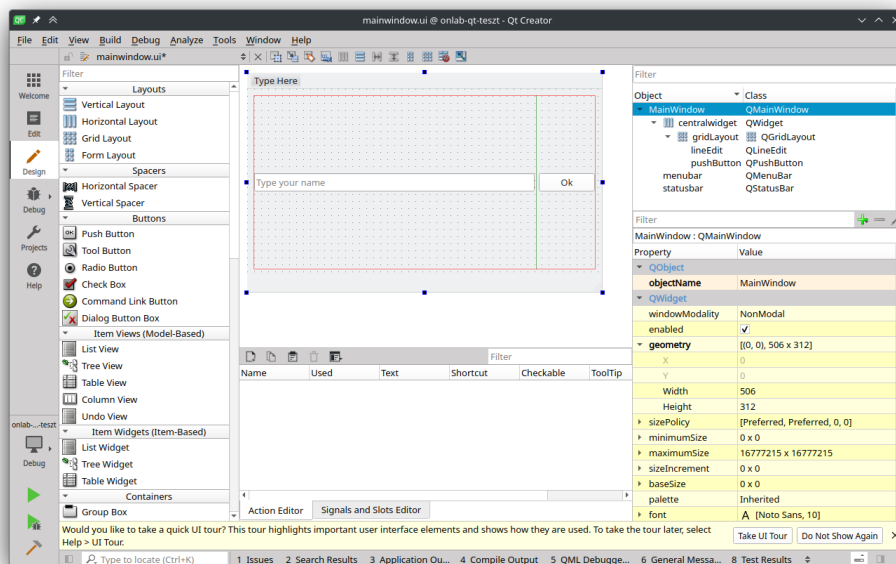 mainwindow.ui @ onlab-qt-teszt - Qt Creator
File Edit View Build Debug Analyze Tools Window Help
mainwindow.ui*
Welcome
Edit
Design
Debug
Projects
Help
onlab-...-teszt
Debug
Filter
Layouts
Vertical Layout
Horizontal Layout
Grid Layout
Form Layout
Spacers
Horizontal Spacer
Vertical Spacer
Buttons
OK Push Button
Tool Button
Radio Button
Check Box
Command Link Button
Dialog Button Box
Item Views (Model-Based)
List View
Tree View
Table View
Column View
Undo View
Item Widgets (Item-Based)
List Widget
Tree Widget
Table Widget
Containers
Group Box
Type Here
Type your name Ok
Filter
Name Used Text Shortcut Checkable ToolTip
Action Editor Signals and Slots Editor
Filter
Object Class
MainWindow QMainWindow
centralwidget QWidget
gridLayout QGridLayout
lineEdit QLineEdit
pushButton QPushButton
menubar QMenuBar
statusbar QStatusBar
Filter
MainWindow : QMainWindow
Property Value
QObject
objectName MainWindow
QWidget
windowModality NonModal
enabled
geometry [(0, 0), 506 x 312]
X 0
Y 0
Width 506
Height 312
sizePolicy [Preferred, Preferred, 0, 0]
minimumSize 0 x 0
maximumSize 16777215 x 16777215
sizeIncrement 0 x 0
baseSize 0 x 0
palette Inherited
font A [Noto Sans, 10]
Would you like to take a quick UI tour? This tour highlights important user interface elements and shows how they are used. To take the tour later, select
Help > UI Tour.
Take UI Tour Do Not Show Again
Type to locate (Ctrl+K) 1 Issues 2 Search Results 3 Application Ou... 4 Compile Output 5 QML Debugge... 6 General Messa... 8 Test Results